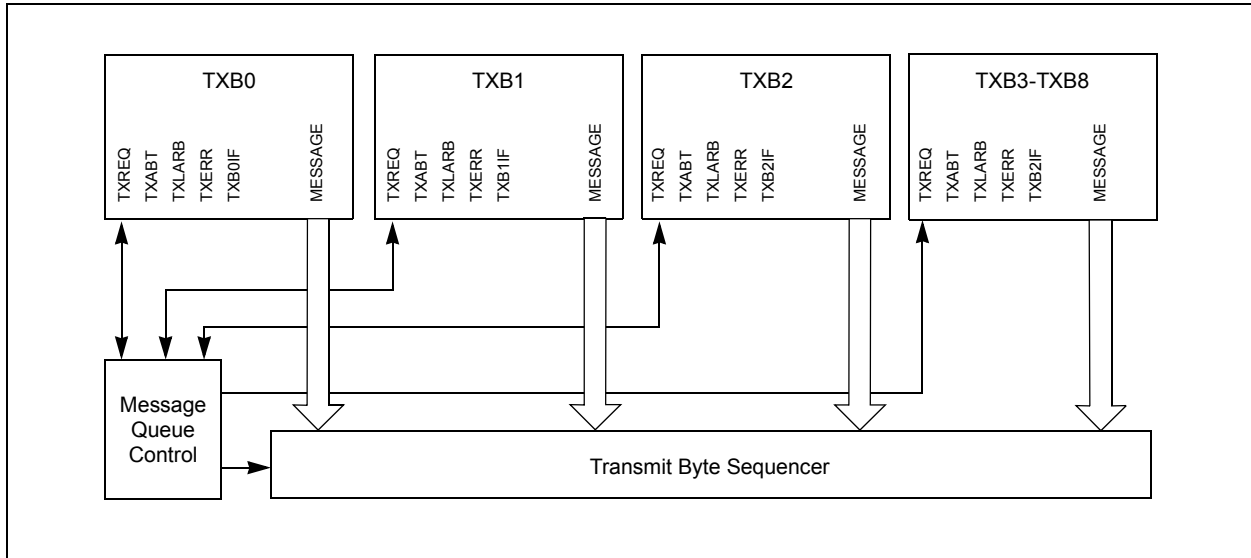 TXB0
TXREQ
TXABT
TXLARB
TXERR
TXB0IF
MESSAGE
TXB1
TXREQ
TXABT
TXLARB
TXERR
TXB1IF
MESSAGE
TXB2
TXREQ
TXABT
TXLARB
TXERR
TXB2IF
MESSAGE
TXB3-TXB8
TXREQ
TXABT
TXLARB
TXERR
TXB2IF
MESSAGE
Message
Queue
Control
Transmit Byte Sequencer